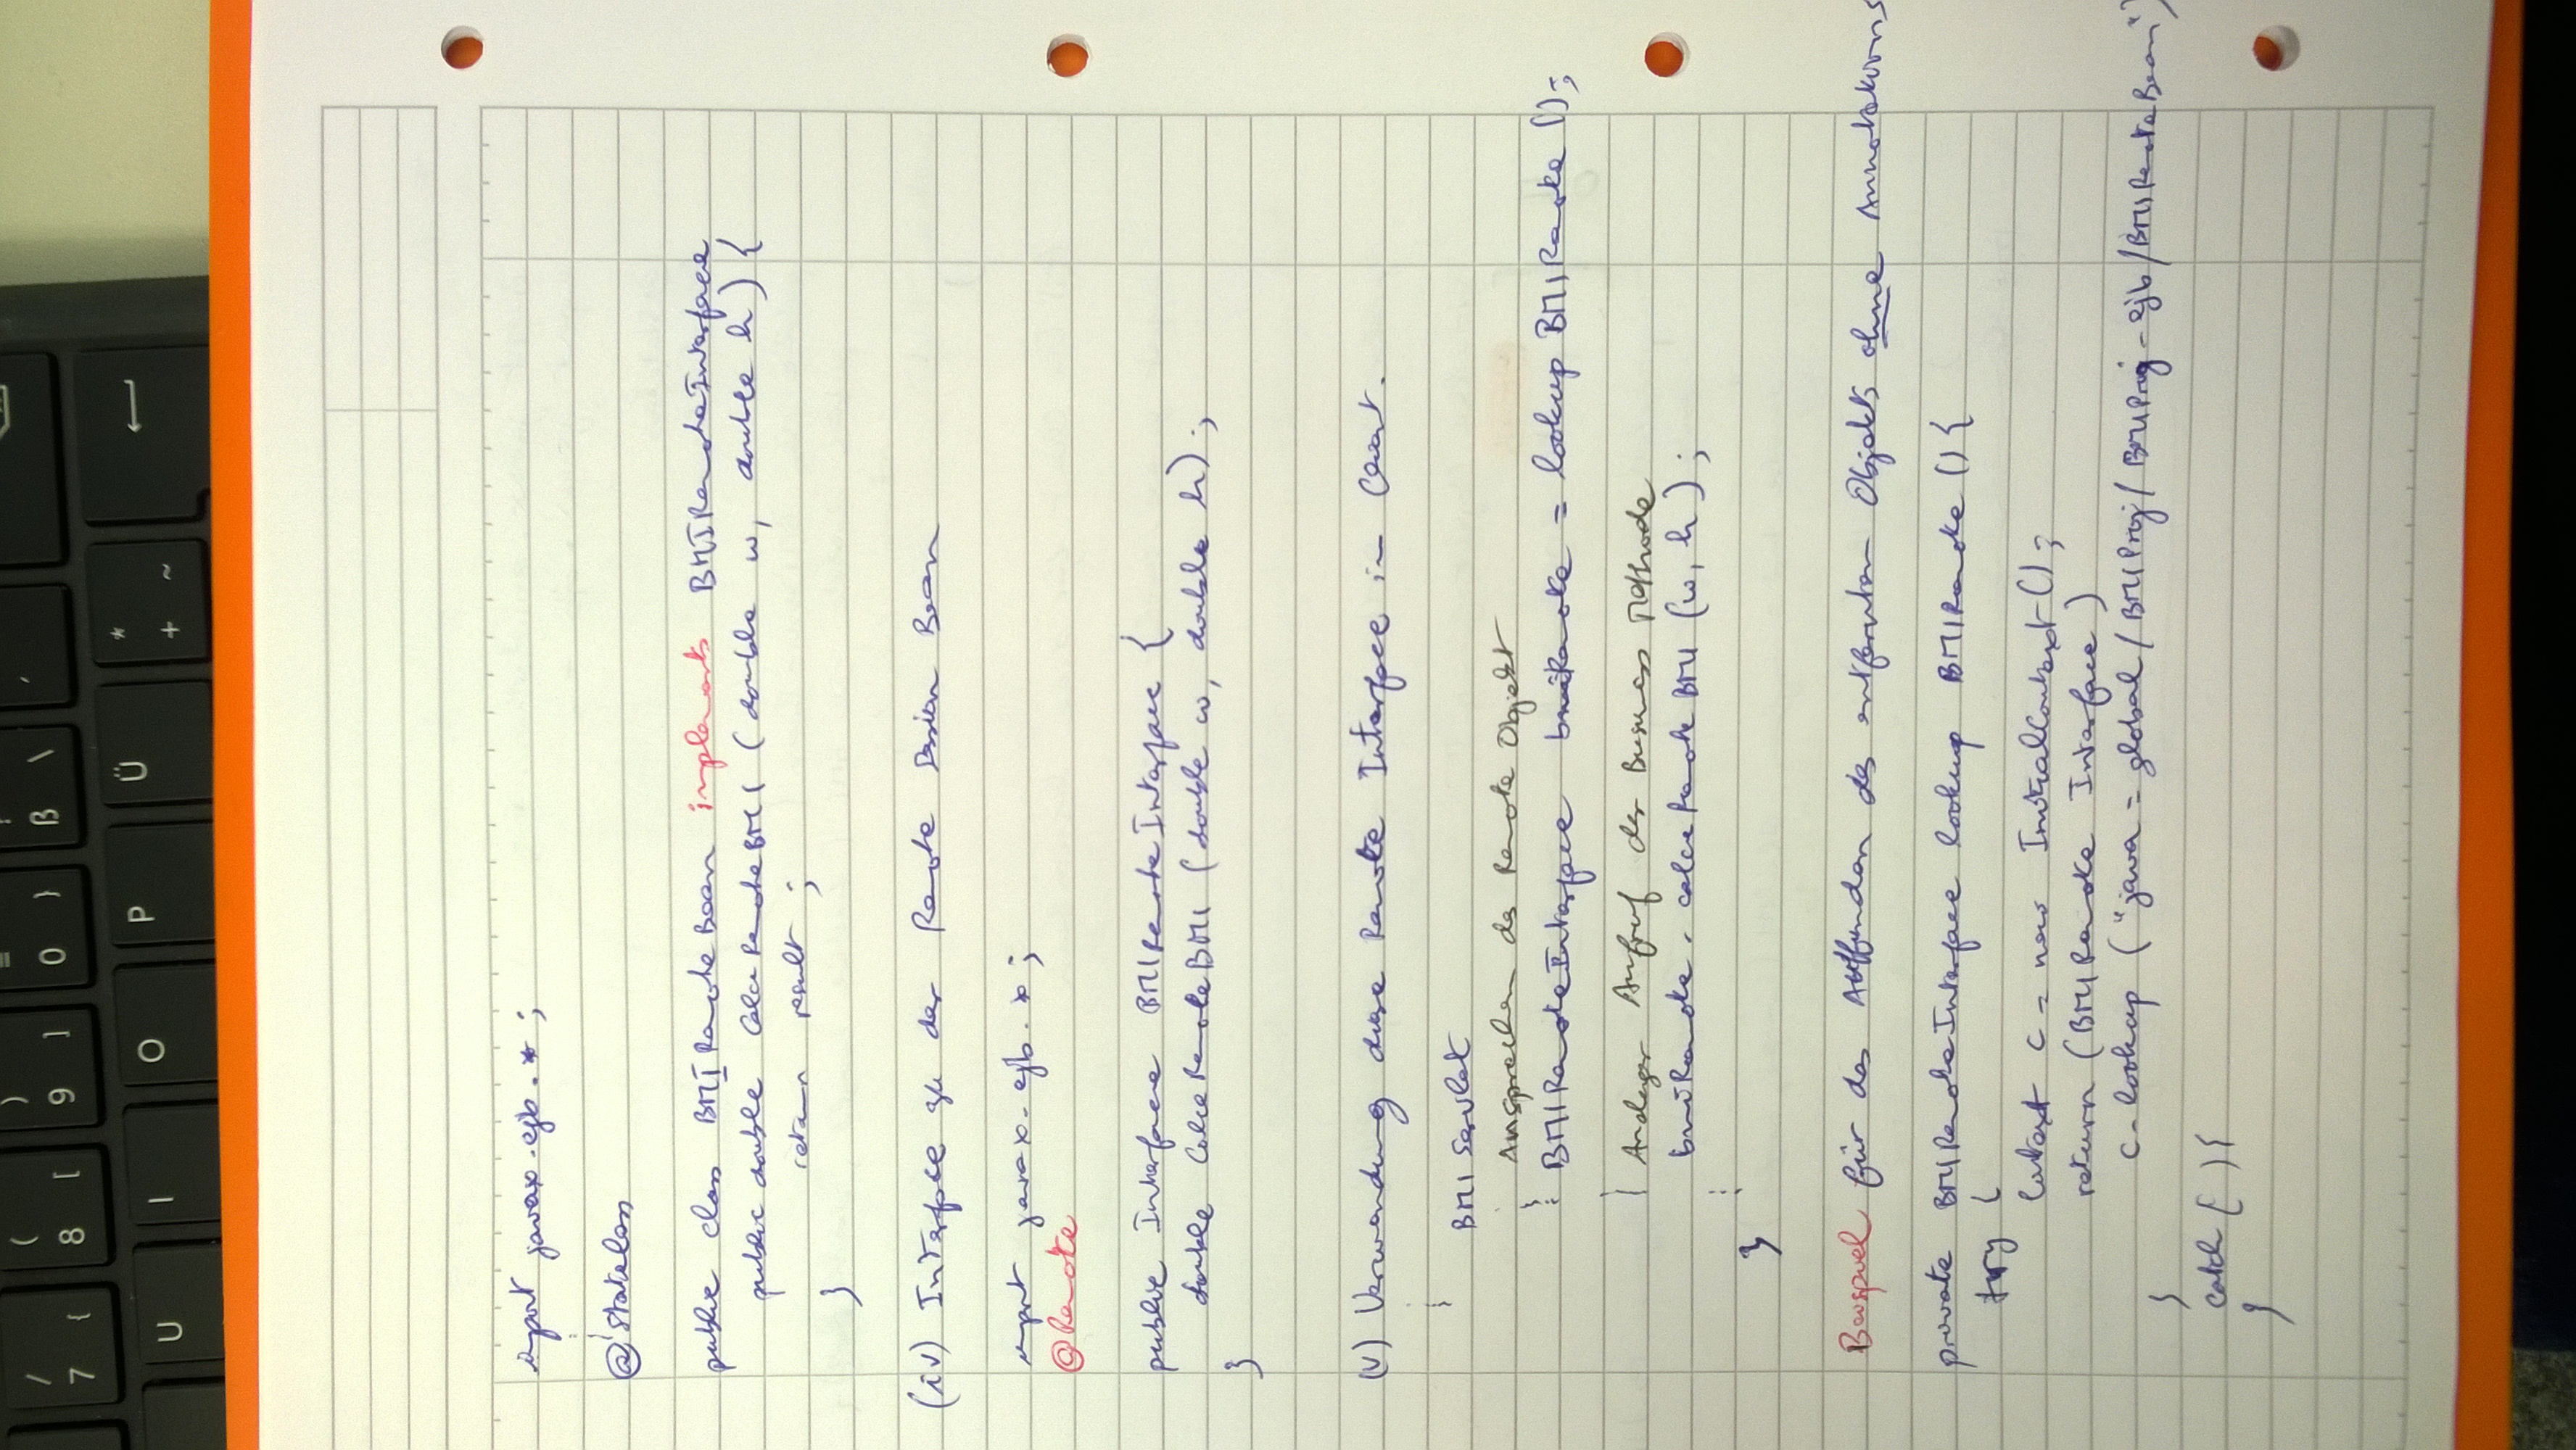 / ( ) =
7 { 8 [ 9 ] 0 } ß \
U I O P Ü * + ~
import javax.ejb.*;
@Stateless
public class BMIRemoteBean implements BMIRemoteInterface
public double CalceRemoteBMI (double w, double h) {
return result ;
}
(iv) Interface zu der Remote Session Bean
import javax.ejb.*;
@Remote
public Interface BMIRemoteInterface {
double CalceRemoteBMI (double w, double h);
}
(v) Verwendung diese Remote Interface im Client.
BMI Servlet
Ansprechen des Remote Objekt
BMIRemoteInterface bmiRemote = lookup BMIRemote ();
Analoger Aufruf der Business Methode
bmiRemote. calceRemoteBMI (w, h);
}
Beispiel für das Auffinden des entfernten Objekts ohne Annotations
private BMIRemoteInterface lookup BMIRemote () {
try {
Context c = new InitialContext();
return (BMIRemote Interface)
c.lookup ("java = global / BMIProj / BMIProj-ejb /BMIRemoteBean")
}
catch ( ) {
}